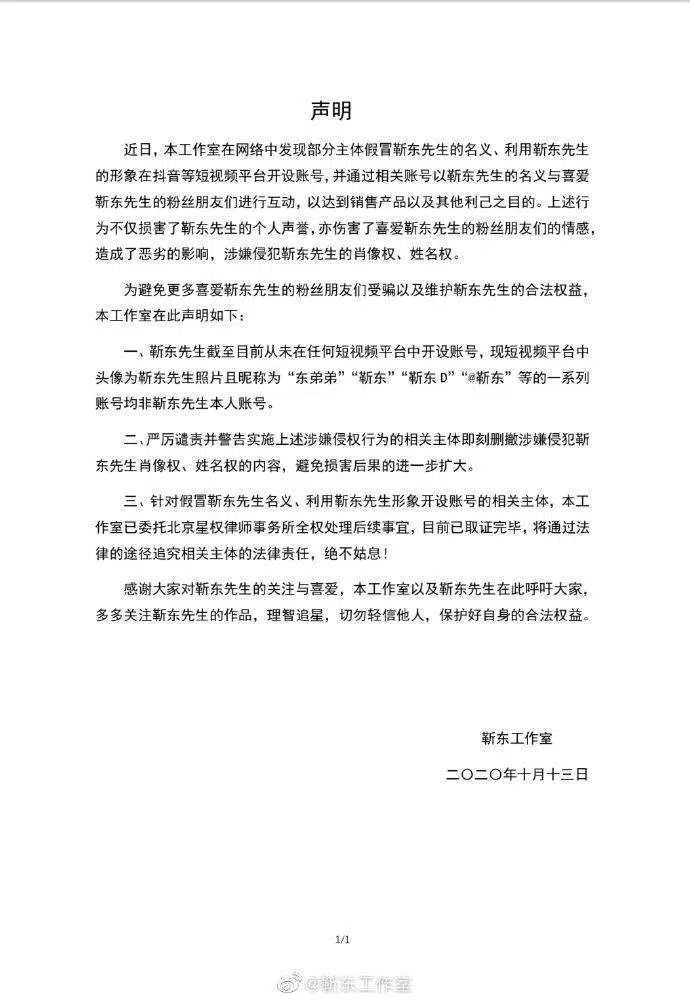 声明
近日，本工作室在网络中发现部分主体假冒靳东先生的名义、利用靳东先生
的形象在抖音等短视频平台开设账号,并通过相关账号以靳东先生的名义与喜爱
靳东先生的粉丝朋友们进行互动，以达到销售产品以及其他利己之目的。上述行
为不仅损害了靳东先生的个人声誉,亦伤害了喜爱靳东先生的粉丝朋友们的情感，
造成了恶劣的影响，涉嫌侵犯靳东先生的肖像权、姓名权。
为避免更多喜爱靳东先生的粉丝朋友们受骗以及维护靳东先生的合法权益，
本工作室在此声明如下：
一、靳东先生截至目前从未在任何短视频平台中开设账号，现短视频平台中
头像为靳东先生照片且昵称为“东弟弟”“靳东”“靳东D”“@靳东”等的一系列
账号均非靳东先生本人账号。
二、严厉谴责并警告实施上述涉嫌侵权行为的相关主体即刻删撤涉嫌侵犯靳
东先生肖像权、姓名权的内容，避免损害后果的进一步扩大。
三、针对假冒靳东先生名义、利用靳东先生形象开设账号的相关主体，本工
作室已委托北京星权律师事务所全权处理后续事宜，目前已取证完毕，将通过法
律的途径追究相关主体的法律责任，绝不姑息！
感谢大家对靳东先生的关注与喜爱，本工作室以及靳东先生在此呼吁大家，
多多关注靳东先生的作品，理智追星，切勿轻信他人，保护好自身的合法权益。
靳东工作室
二〇二〇年十月十三日
1/1
@靳东工作室